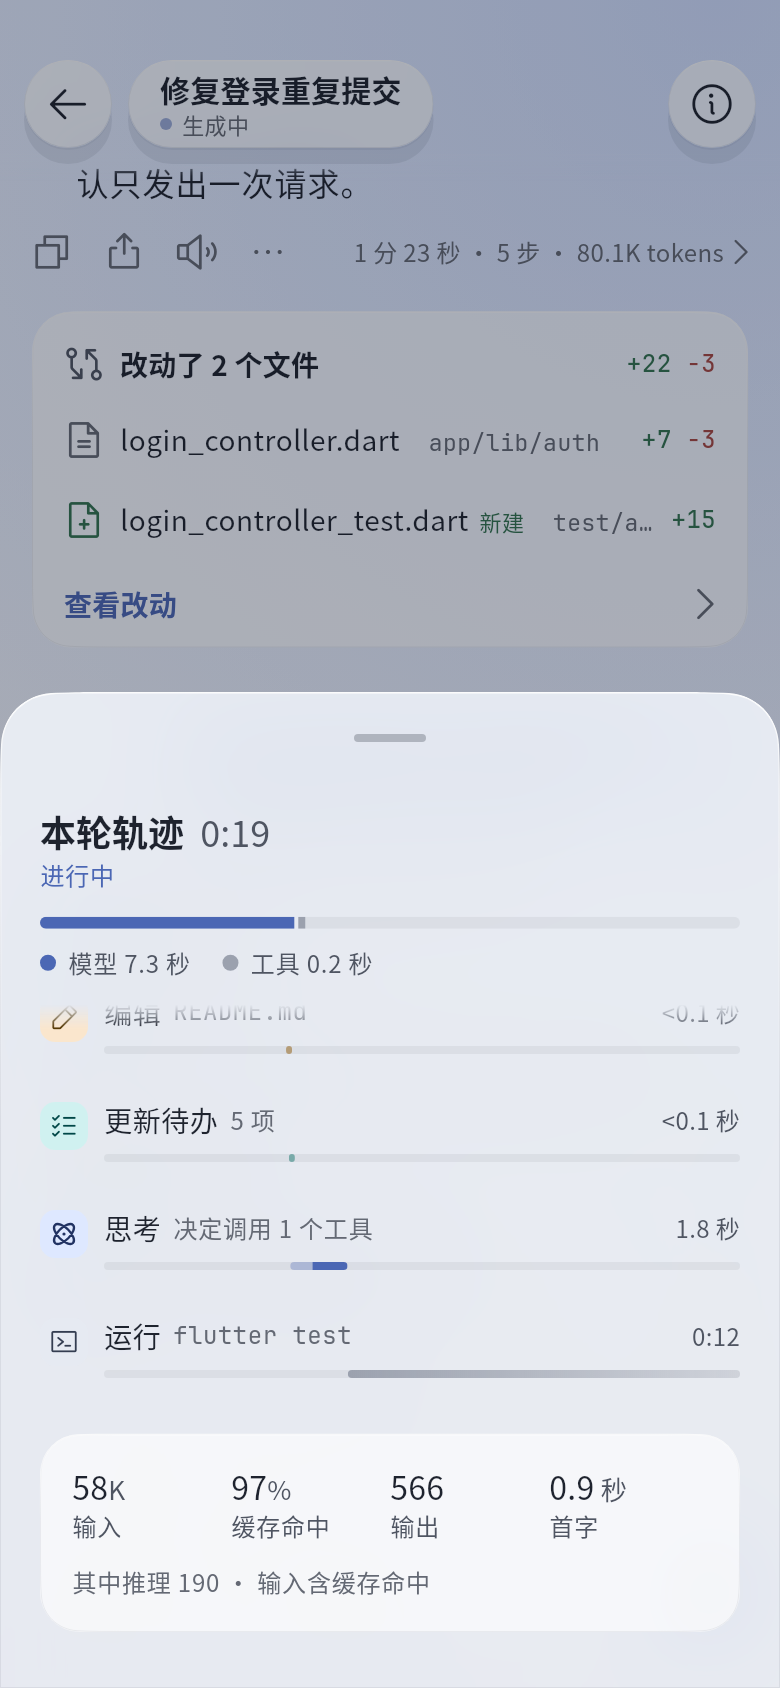 修复登录重复提交
生成中
认只发出一次请求。
1 分 23 秒 · 5 步 · 80.1K tokens
改动了 2 个文件 +22 -3
login_controller.dart app/lib/auth +7 -3
login_controller_test.dart 新建 test/a… +15
查看改动
本轮轨迹 0:19
进行中
模型 7.3 秒 工具 0.2 秒
编辑 README.md <0.1 秒
更新待办 5 项 <0.1 秒
思考 决定调用 1 个工具 1.8 秒
运行 flutter test 0:12
58K 97% 566 0.9 秒
输入 缓存命中 输出 首字
其中推理 190 · 输入含缓存命中